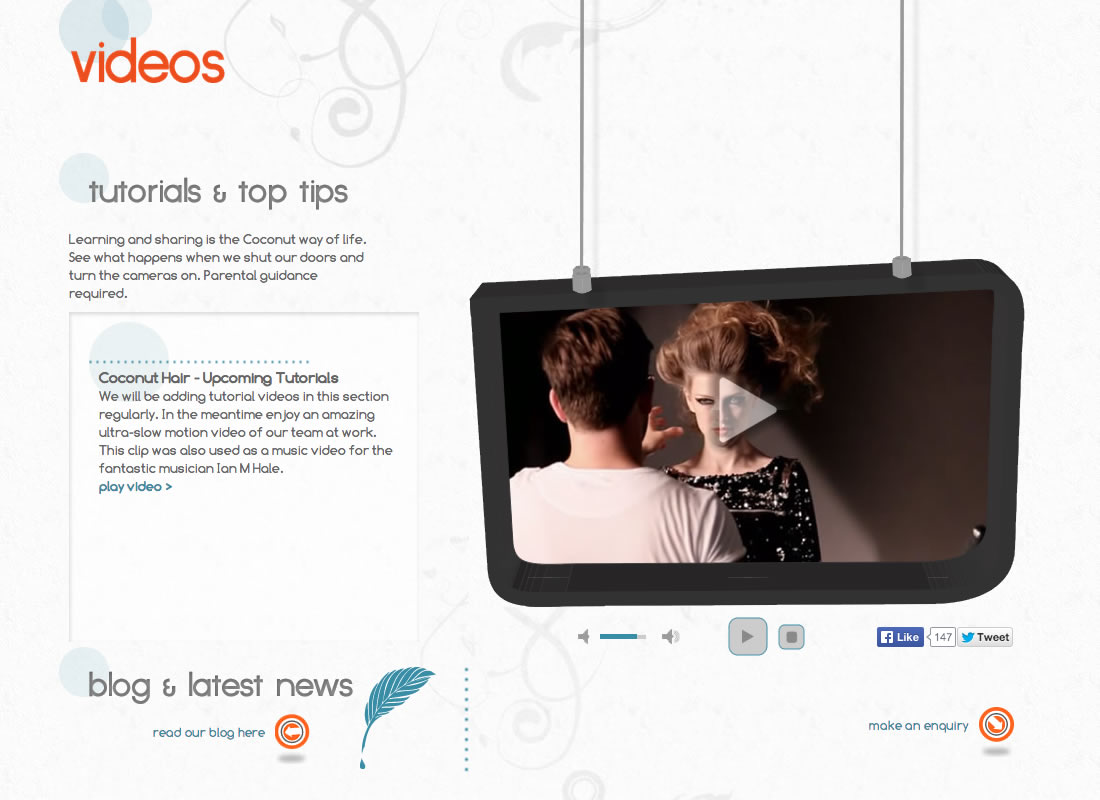 videos
tutorials & top tips
Learning and sharing is the Coconut way of life.
See what happens when we shut our doors and
turn the cameras on. Parental guidance
required.
Coconut Hair - Upcoming Tutorials
We will be adding tutorial videos in this section
regularly. In the meantime enjoy an amazing
ultra-slow motion video of our team at work.
This clip was also used as a music video for the
fantastic musician Ian M Hale.
play video >
Like
147
Tweet
blog & latest news
read our blog here
make an enquiry